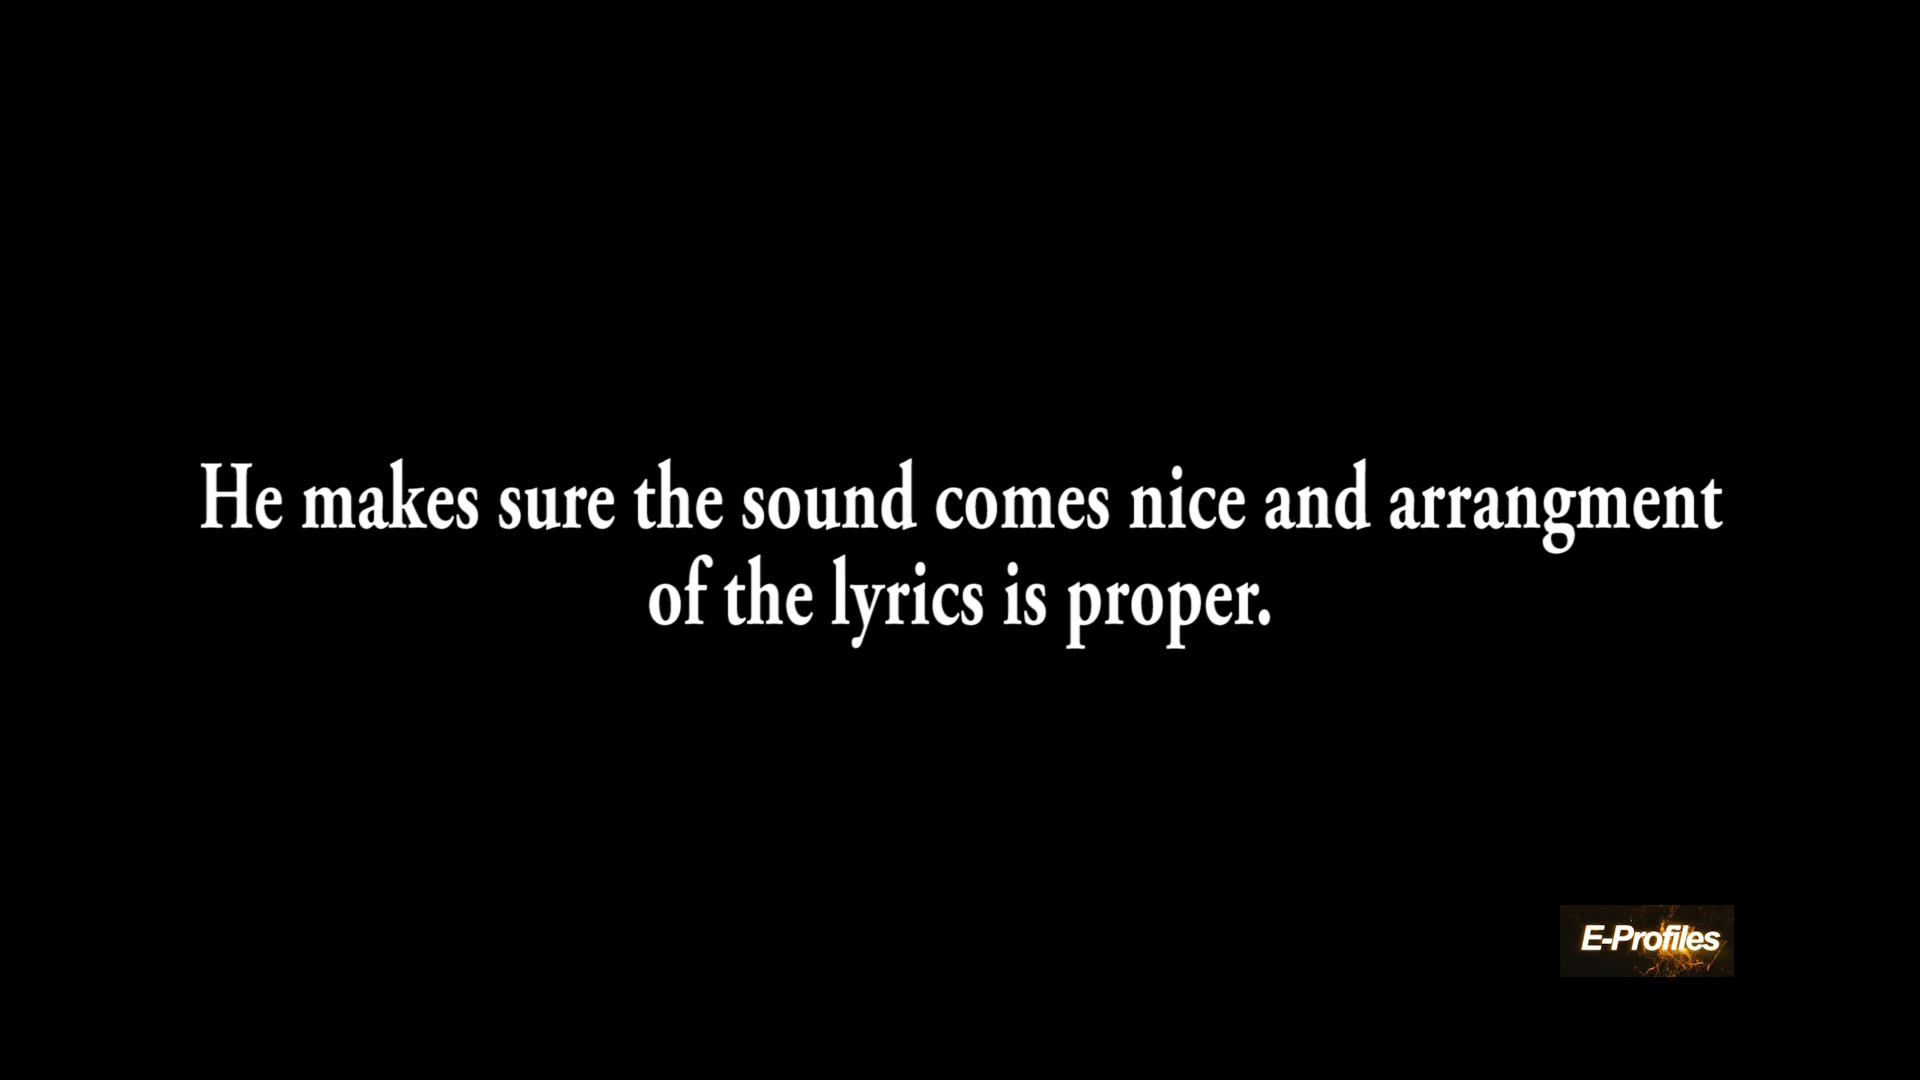 He makes sure the sound comes nice and arrangment
of the lyrics is proper.
E-Profiles